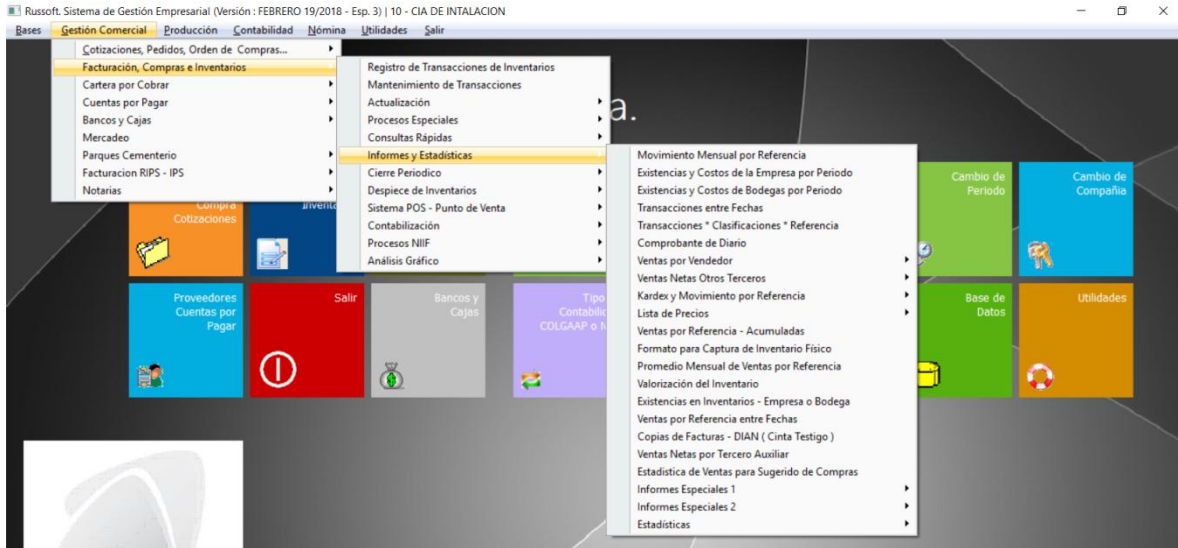 Russoft. Sistema de Gestión Empresarial (Versión : FEBRERO 19/2018 - Esp. 3) | 10 - CIA DE INTALACION
Bases Gestión Comercial Producción Contabilidad Nómina Utilidades Salir
Cotizaciones, Pedidos, Orden de Compras...
Facturación, Compras e Inventarios
Cartera por Cobrar
Cuentas por Pagar
Bancos y Cajas
Mercadeo
Parques Cementerio
Facturacion RIPS - IPS
Notarias
Registro de Transacciones de Inventarios
Mantenimiento de Transacciones
Actualización
Procesos Especiales
Consultas Rápidas
Informes y Estadísticas
Cierre Periodico
Despiece de Inventarios
Sistema POS - Punto de Venta
Contabilización
Procesos NIIF
Análisis Gráfico
a.
Movimiento Mensual por Referencia
Existencias y Costos de la Empresa por Periodo
Existencias y Costos de Bodegas por Periodo
Transacciones entre Fechas
Transacciones * Clasificaciones * Referencia
Comprobante de Diario
Ventas por Vendedor
Ventas Netas Otros Terceros
Kardex y Movimiento por Referencia
Lista de Precios
Ventas por Referencia - Acumuladas
Formato para Captura de Inventario Físico
Promedio Mensual de Ventas por Referencia
Valorización del Inventario
Existencias en Inventarios - Empresa o Bodega
Ventas por Referencia entre Fechas
Copias de Facturas - DIAN ( Cinta Testigo )
Ventas Netas por Tercero Auxiliar
Estadistica de Ventas para Sugerido de Compras
Informes Especiales 1
Informes Especiales 2
Estadísticas
Compra
Cotizaciones
Inventa
Cambio de
Periodo
Cambio de
Compañia
Proveedores
Cuentas por
Pagar
Salir
Bancos y
Cajas
Tipo
Contabilid
COLGAAP o N
Base de
Datos
Utilidades